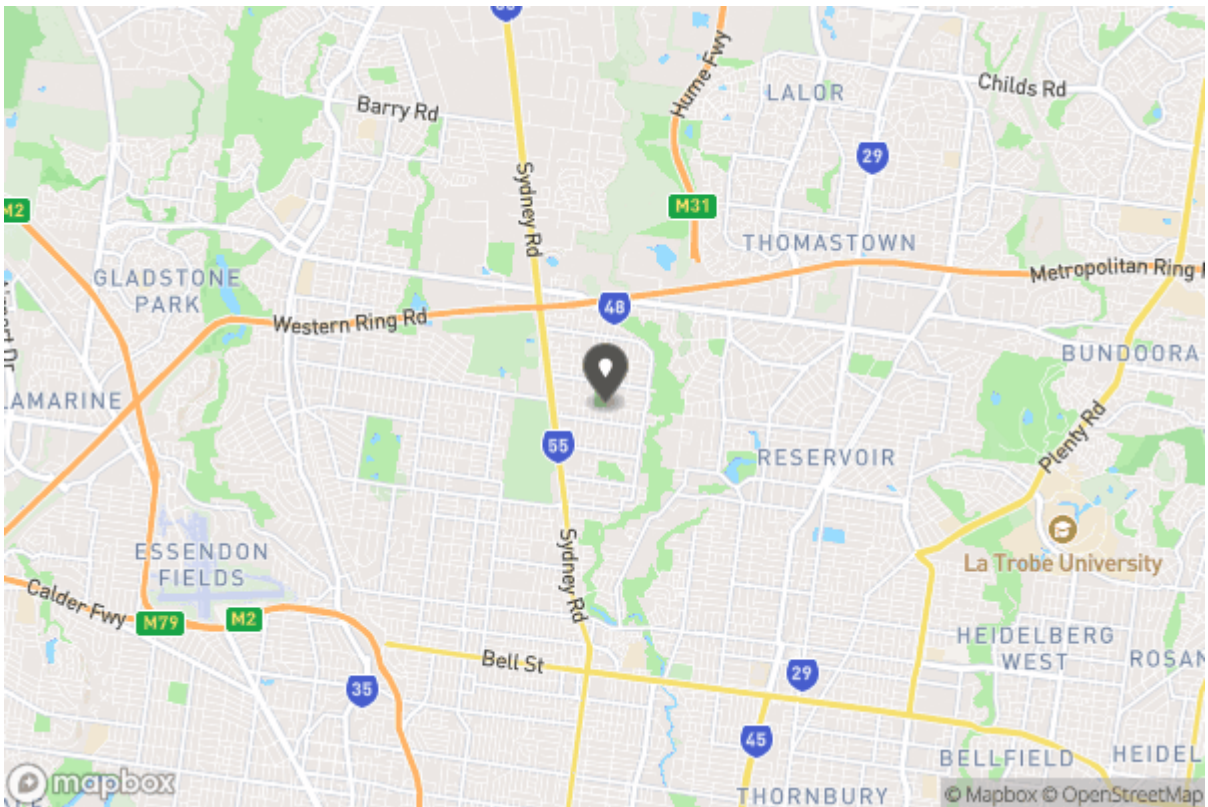 55
Hume Fwy
LALOR
Childs Rd
Barry Rd
29
Sydney Rd
M2
M31
THOMASTOWN
GLADSTONE
PARK
Metropolitan Ring
48
Western Ring Rd
BUNDOORA
AMARINE
Plenty Rd
55
RESERVOIR
ESSENDON
FIELDS
Sydney Rd
La Trobe University
Calder Fwy
M79
M2
HEIDELBERG
WEST
ROSAN
Bell St
29
35
45
BELLFIELD
HEIDEL
THORNBURY
mapbox
© Mapbox © OpenStreetMap